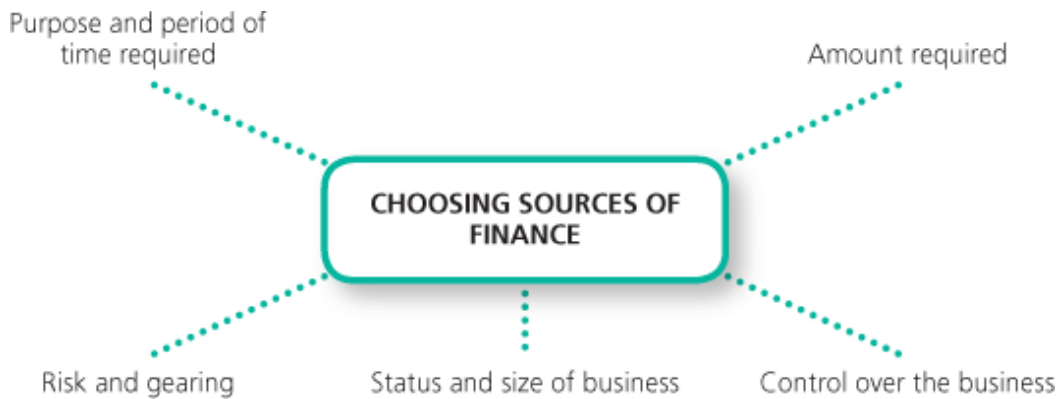 Purpose and period of
time required
Amount required
CHOOSING SOURCES OF
FINANCE
Risk and gearing
Status and size of business
Control over the business